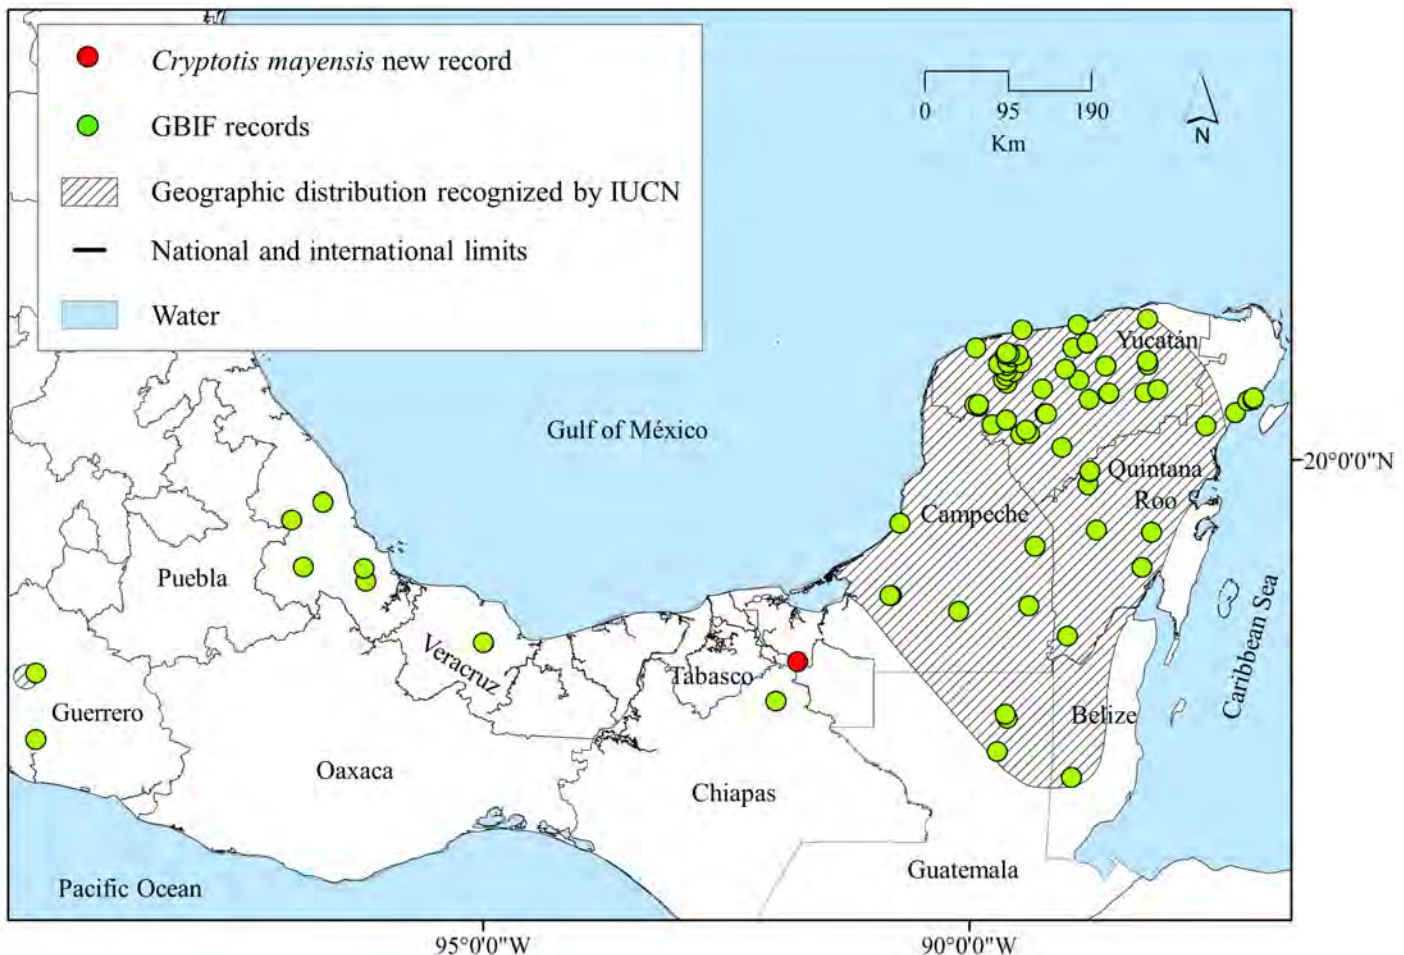 Cryptotis mayensis new record
GBIF records
Geographic distribution recognized by IUCN
National and international limits
Water
0 95 190
Km
N
Yucatán
Gulf of México
20°0'0"N
Quintana
Roo
Campeche
Puebla
Caribbean Sea
Veracruz
Tabasco
Guerrero
Belize
Oaxaca
Chiapas
Guatemala
Pacific Ocean
95°0'0"W
90°0'0"W